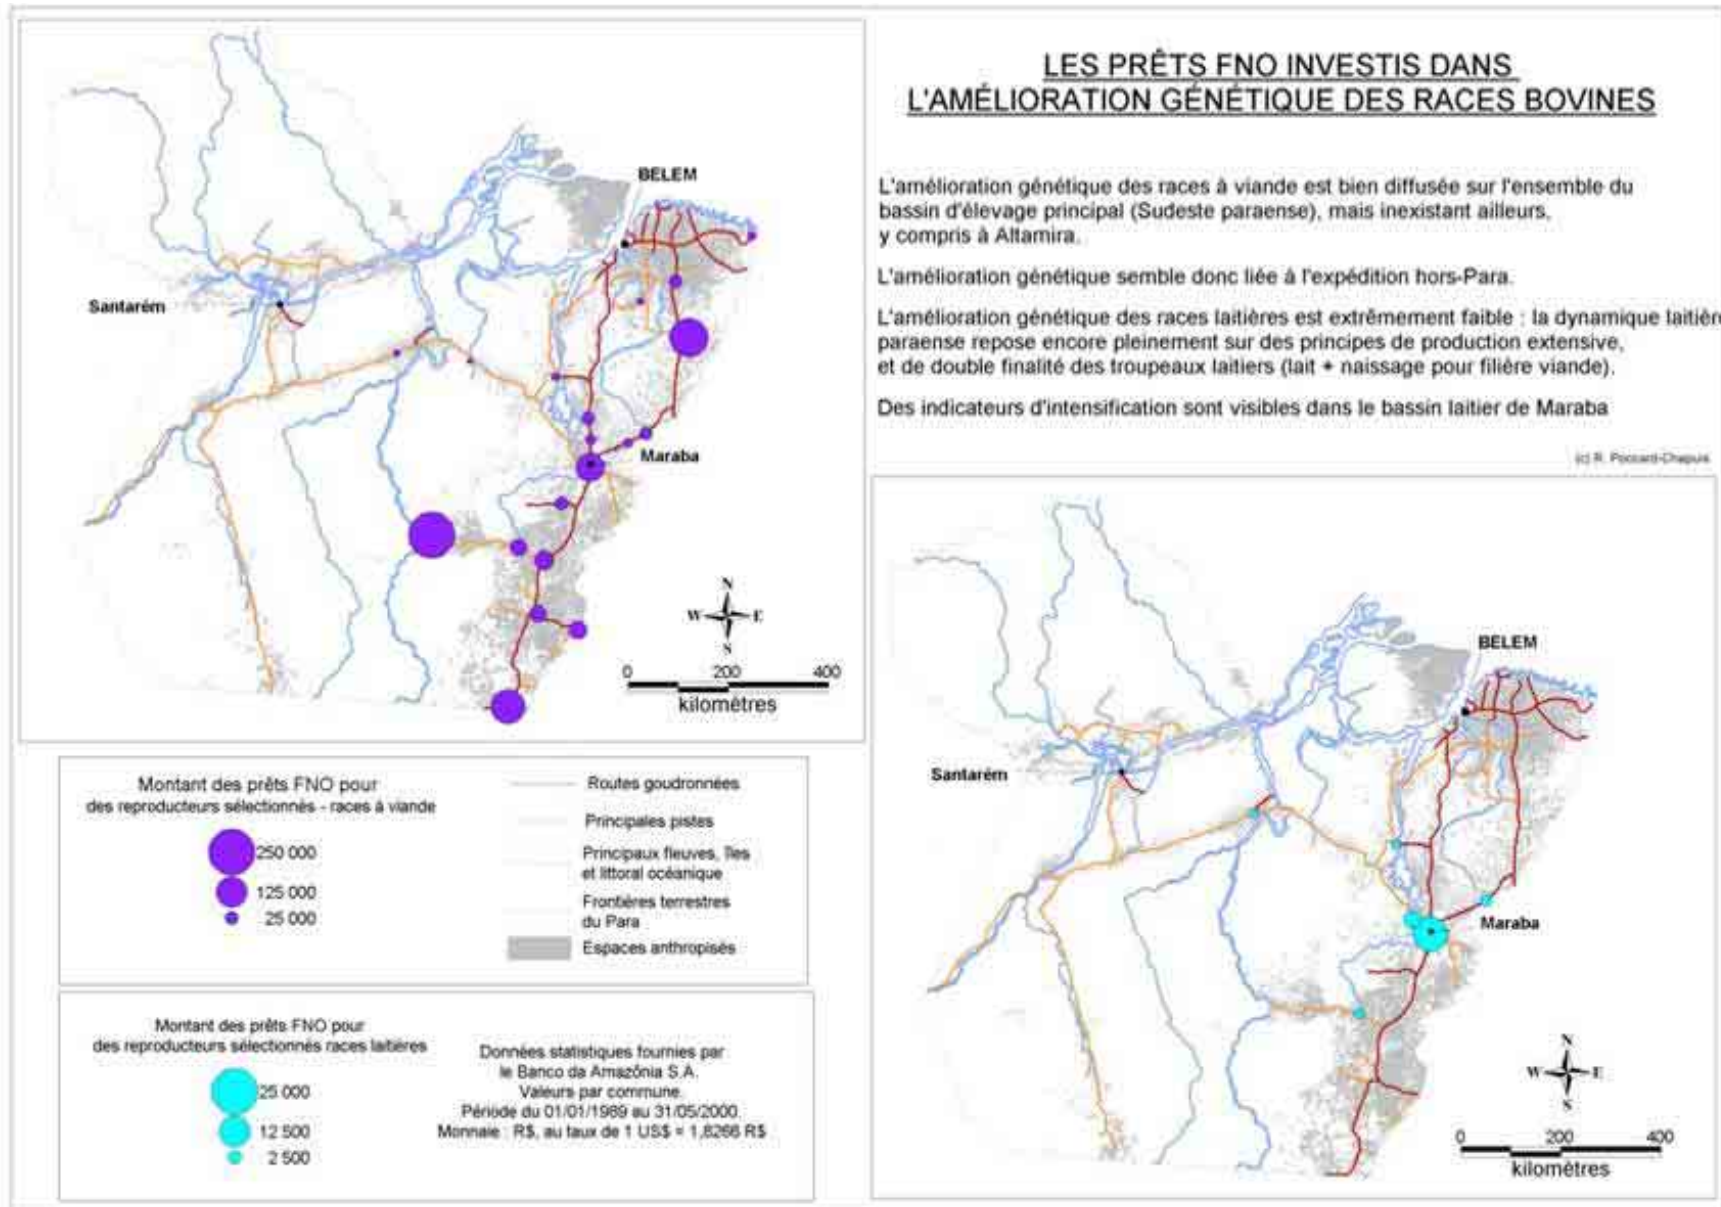 LES PRÊTS FNO INVESTIS DANS
L'AMÉLIORATION GÉNÉTIQUE DES RACES BOVINES
L'amélioration génétique des races à viande est bien diffusée sur l'ensemble du
bassin d'élevage principal (Sudeste paraense), mais inexistant ailleurs,
y compris à Altamira.
L'amélioration génétique semble donc liée à l'expédition hors-Para.
L'amélioration génétique des races laitières est extrêmement faible : la dynamique laitière
paraense repose encore pleinement sur des principes de production extensive,
et de double finalité des troupeaux laitiers (lait + naissage pour filière viande).
Des indicateurs d'intensification sont visibles dans le bassin laitier de Maraba
(c) R. Poccard-Chapuis
BELEM
Santarém
Maraba
N
W E
S
0 200 400
kilomètres
Montant des prêts FNO pour
des reproducteurs sélectionnés - races à viande
250 000
125 000
25 000
Routes goudronnées
Principales pistes
Principaux fleuves, îles
et littoral océanique
Frontières terrestres
du Para
Espaces anthropisés
Montant des prêts FNO pour
des reproducteurs sélectionnés races laitières
25 000
12 500
2 500
Données statistiques fournies par
le Banco da Amazônia S.A.
Valeurs par commune.
Période du 01/01/1989 au 31/05/2000.
Monnaie : R$, au taux de 1 US$ = 1,8266 R$
BELEM
Santarém
Maraba
N
W E
S
0 200 400
kilomètres